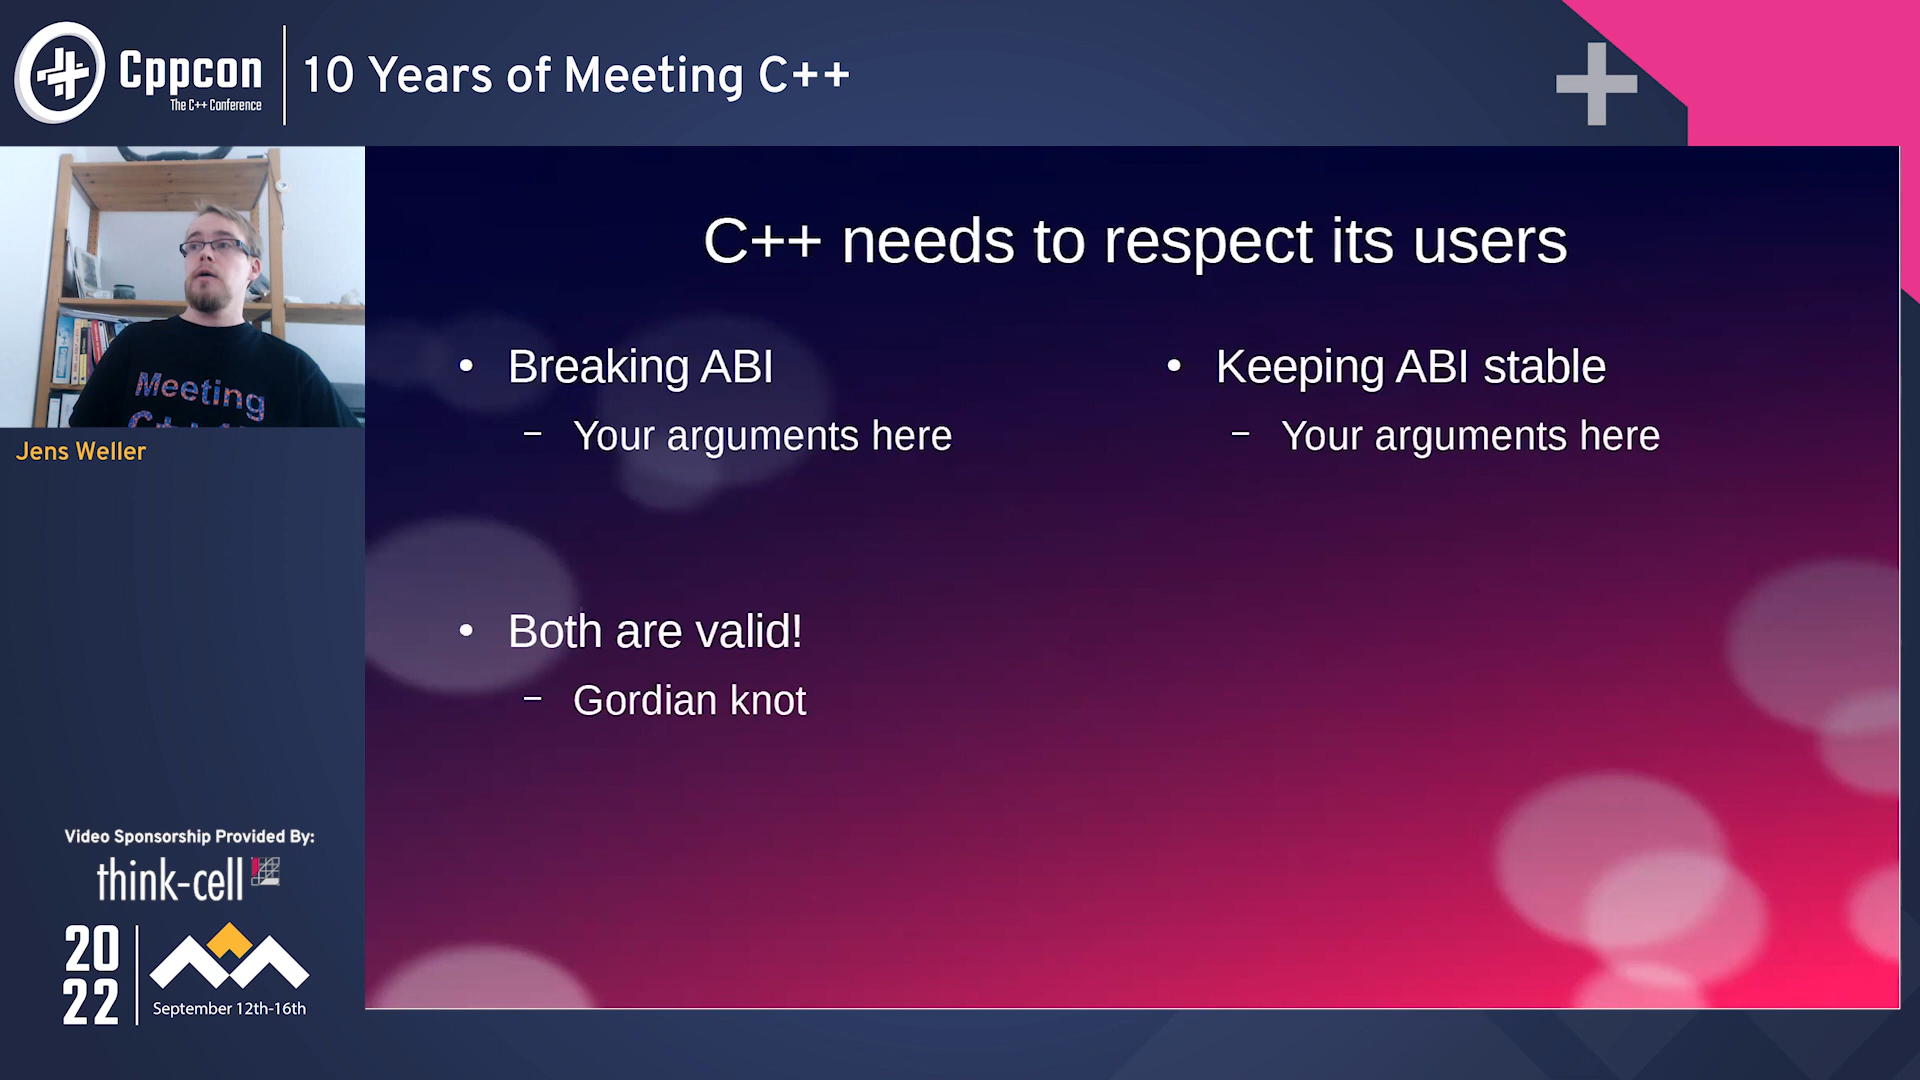 Cppcon
The C++ Conference
10 Years of Meeting C++
Meeting
Jens Weller
C++ needs to respect its users
• Breaking ABI
– Your arguments here
• Keeping ABI stable
– Your arguments here
• Both are valid!
– Gordian knot
Video Sponsorship Provided By:
think-cell
20
22
September 12th-16th